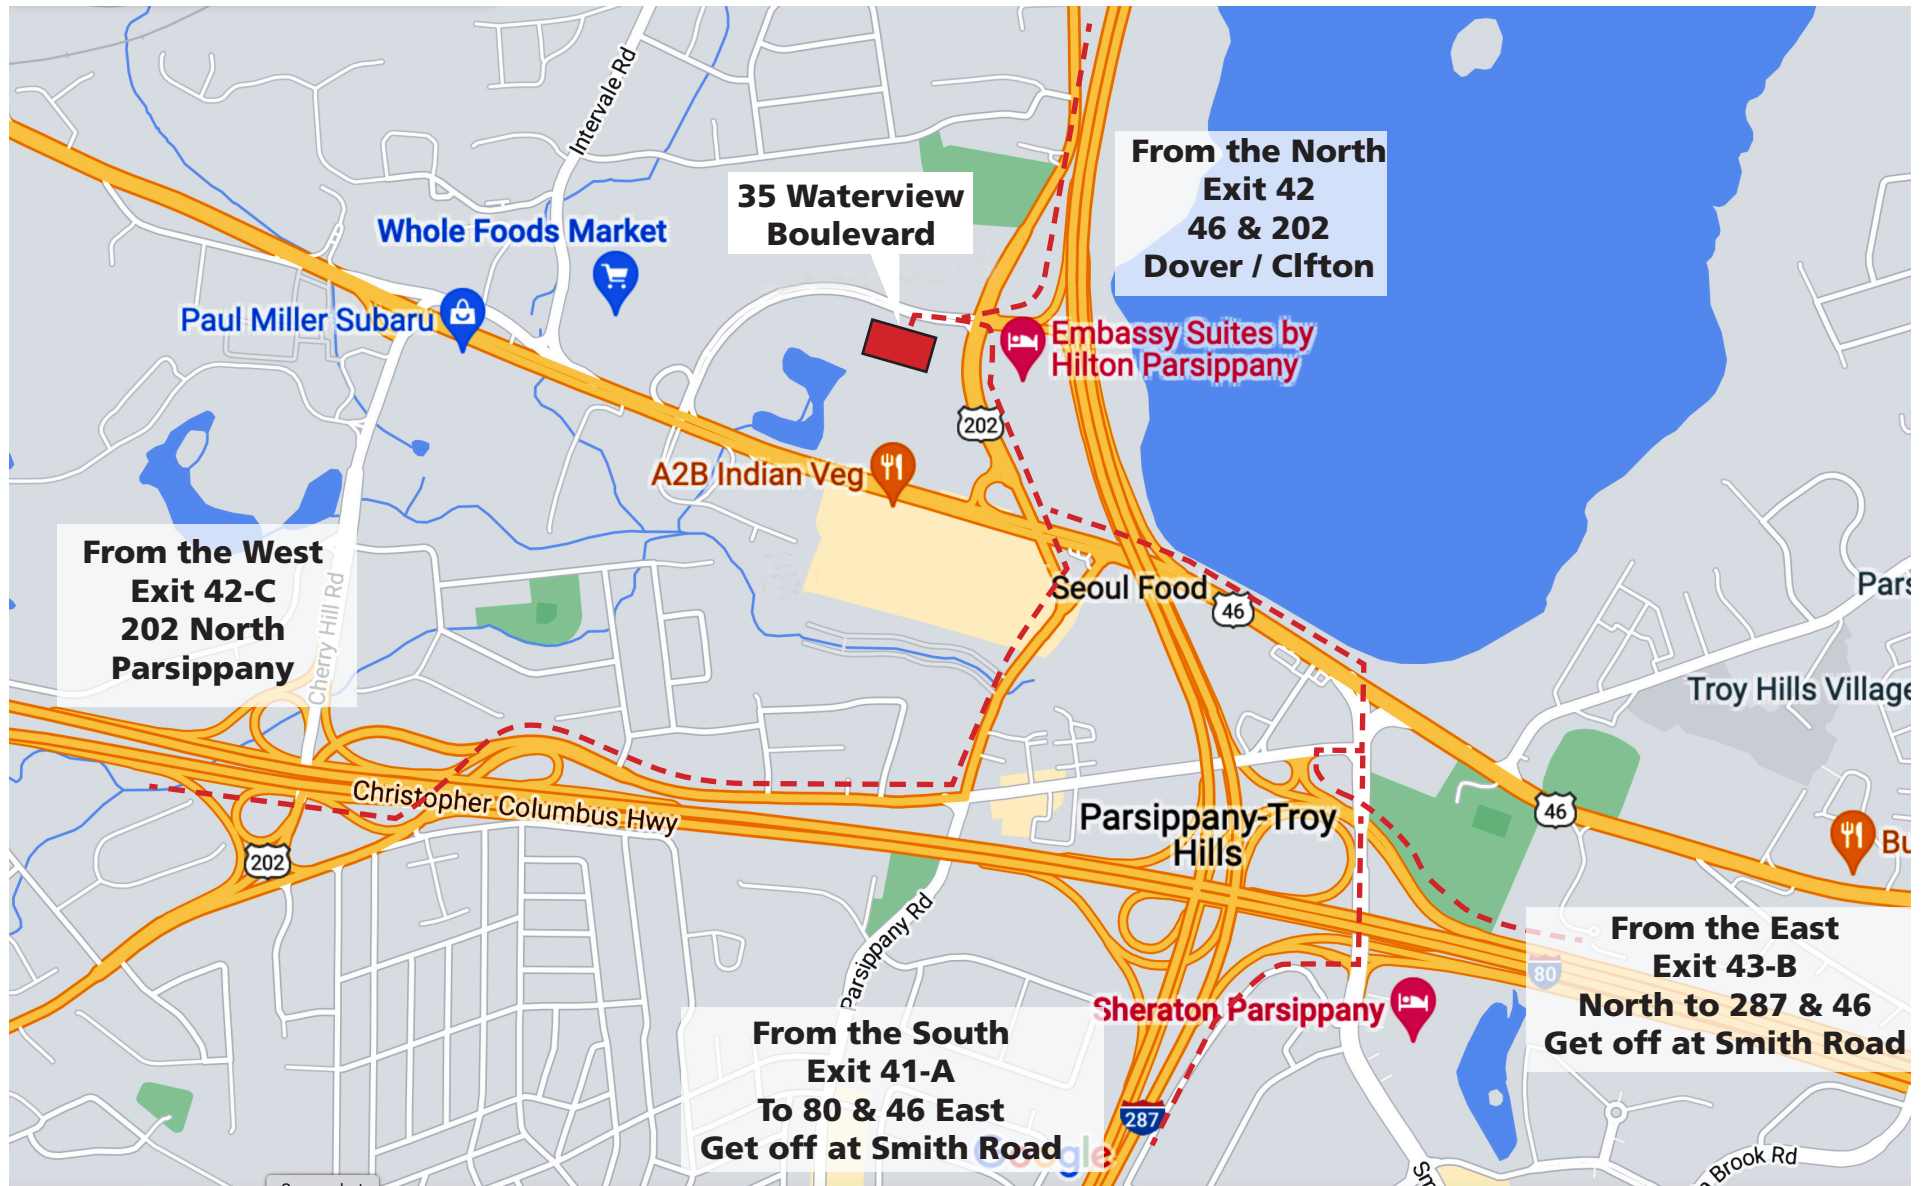 Intervale Rd
From the North
Exit 42
46 & 202
Dover / Clfton
35 Waterview
Boulevard
Whole Foods Market
Paul Miller Subaru
Embassy Suites by
Hilton Parsippany
202
A2B Indian Veg
From the West
Exit 42-C
202 North
Parsippany
Cherry Hill Rd
Seoul Food
46
Troy Hills Village
Christopher Columbus Hwy
Parsippany-Troy
Hills
46
202
Parsippany Rd
From the East
Exit 43-B
North to 287 & 46
Get off at Smith Road
80
Sheraton Parsippany
From the South
Exit 41-A
To 80 & 46 East
Get off at Smith Road
287
Google
Brook Rd